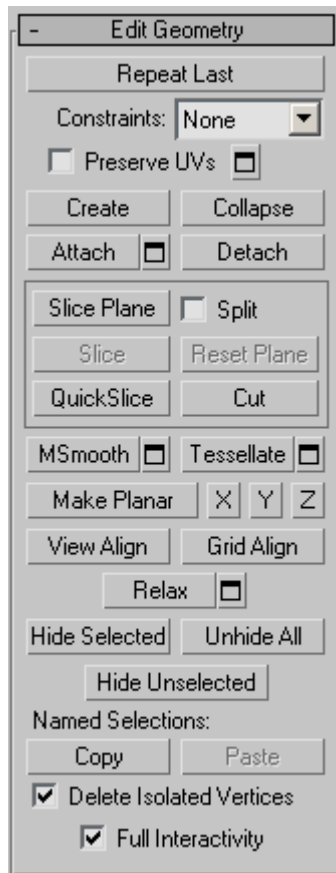 - Edit Geometry
Repeat Last
Constraints: None
Preserve UVs
Create Collapse
Attach Detach
Slice Plane Split
Slice Reset Plane
QuickSlice Cut
MSmooth Tessellate
Make Planar X Y Z
View Align Grid Align
Relax
Hide Selected Unhide All
Hide Unselected
Named Selections:
Copy Paste
Delete Isolated Vertices
Full Interactivity